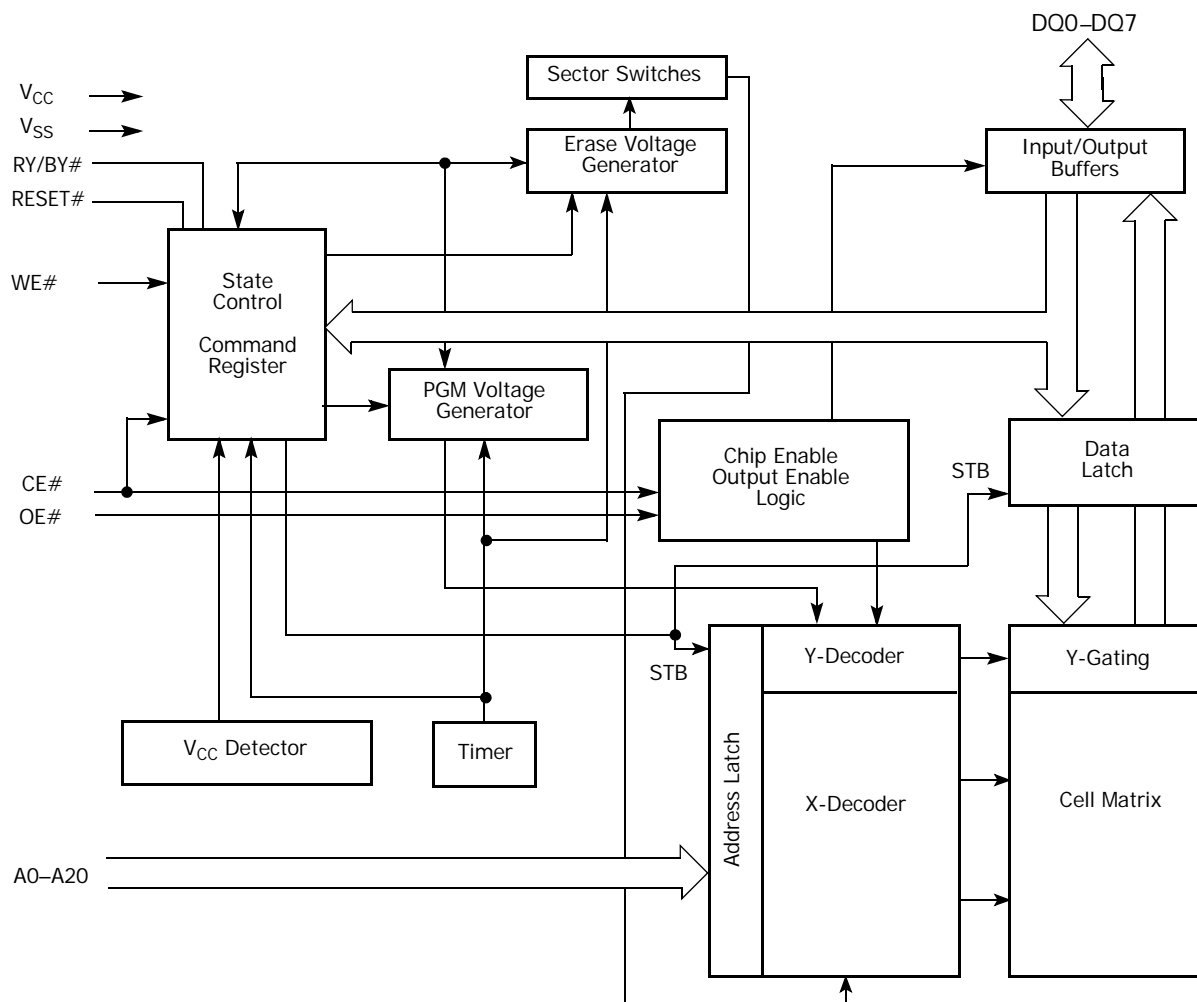 DQ0–DQ7
Sector Switches
VCC
VSS
RY/BY#
RESET#
Erase Voltage
Generator
Input/Output
Buffers
WE#
State
Control
Command
Register
PGM Voltage
Generator
CE#
OE#
Chip Enable
Output Enable
Logic
STB
Data
Latch
STB
Y-Decoder
Y-Gating
VCC Detector
Timer
Address Latch
X-Decoder
Cell Matrix
A0–A20